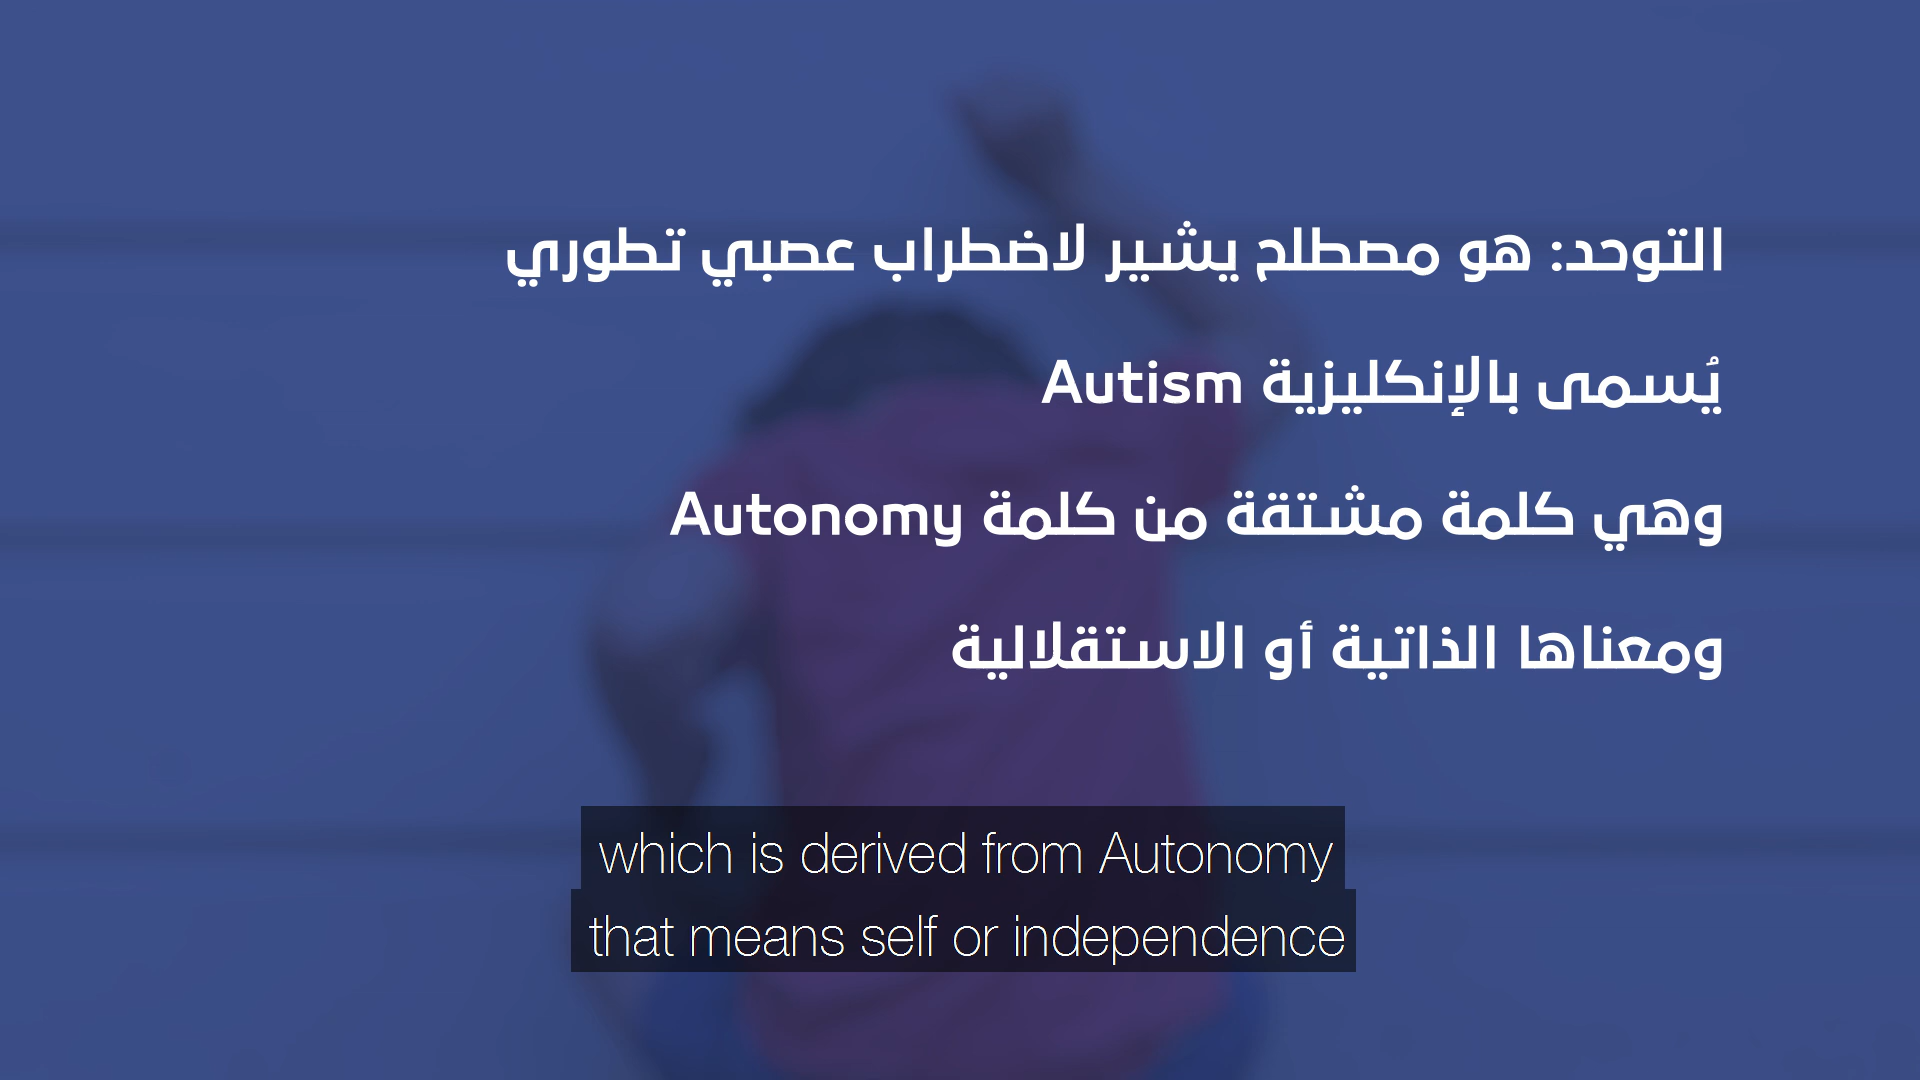 التوحد: هو مصطلح يشير لاضطراب عصبي تطوري
يُسمى بالإنكليزية Autism
وهي كلمة مشتقة من كلمة Autonomy
ومعناها الذاتية أو الاستقلالية
which is derived from Autonomy
that means self or independence